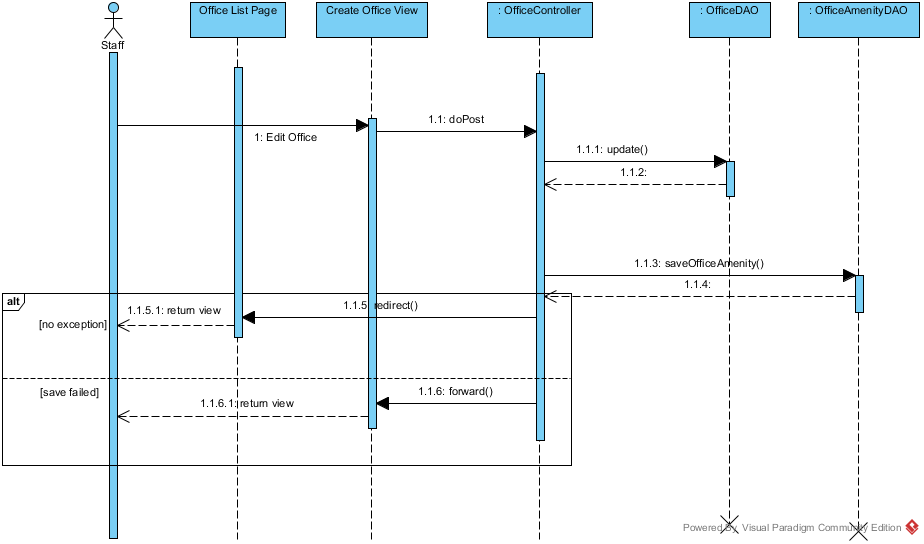 Office List Page
Create Office View
: OfficeController
: OfficeDAO
: OfficeAmenityDAO
Staff
1.1: doPost
1: Edit Office
1.1.1: update()
1.1.2:
1.1.3: saveOfficeAmenity()
1.1.4:
alt
1.1.5: redirect()
1.1.5.1: return view
[no exception]
[save failed]
1.1.6: forward()
1.1.6.1: return view
Powered By Visual Paradigm Community Edition